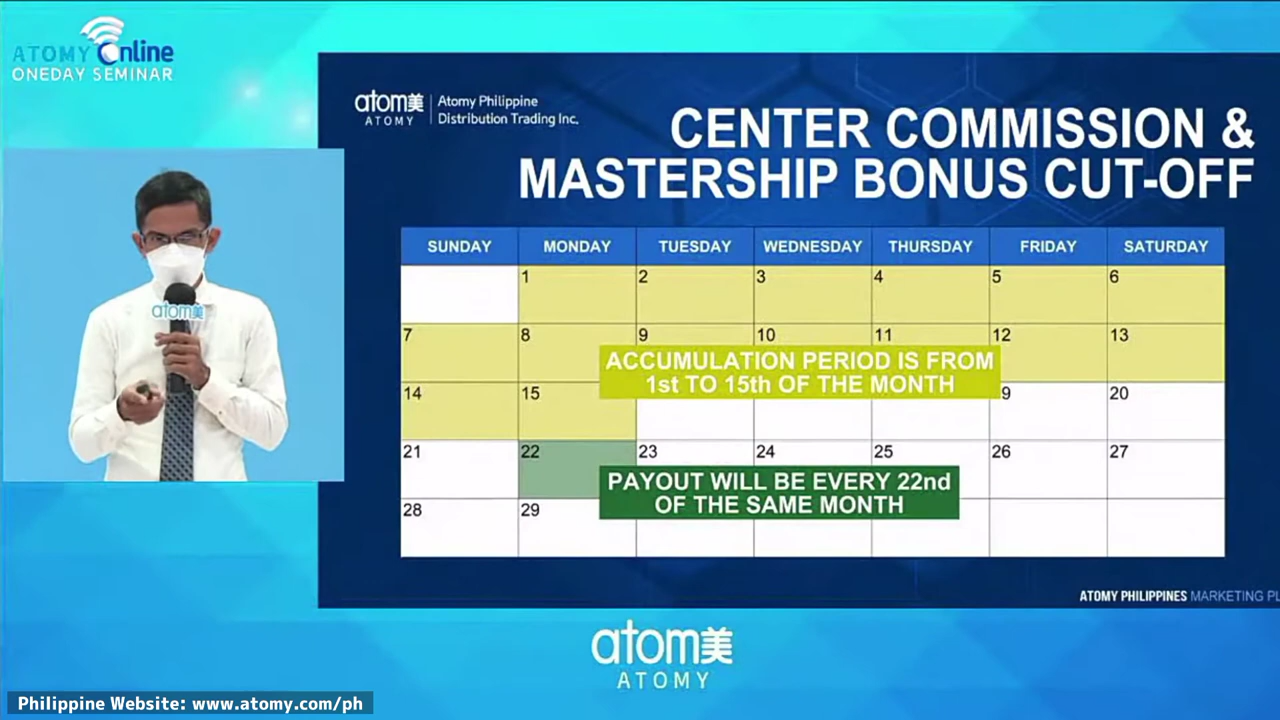 ATOMY Online
ONEDAY SEMINAR
atom美
ATOMY
Atomy Philippine
Distribution Trading Inc.
CENTER COMMISSION &
MASTERSHIP BONUS CUT-OFF
SUNDAY MONDAY TUESDAY WEDNESDAY THURSDAY FRIDAY SATURDAY
1 2 3 4 5 6
7 8 9 10 11 12 13
ACCUMULATION PERIOD IS FROM
1st TO 15th OF THE MONTH
14 15 9 20
21 22 23 24 25 26 27
PAYOUT WILL BE EVERY 22nd
OF THE SAME MONTH
28 29
atom美
ATOMY PHILIPPINES MARKETING PL
atom美
ATOMY
Philippine Website: www.atomy.com/ph